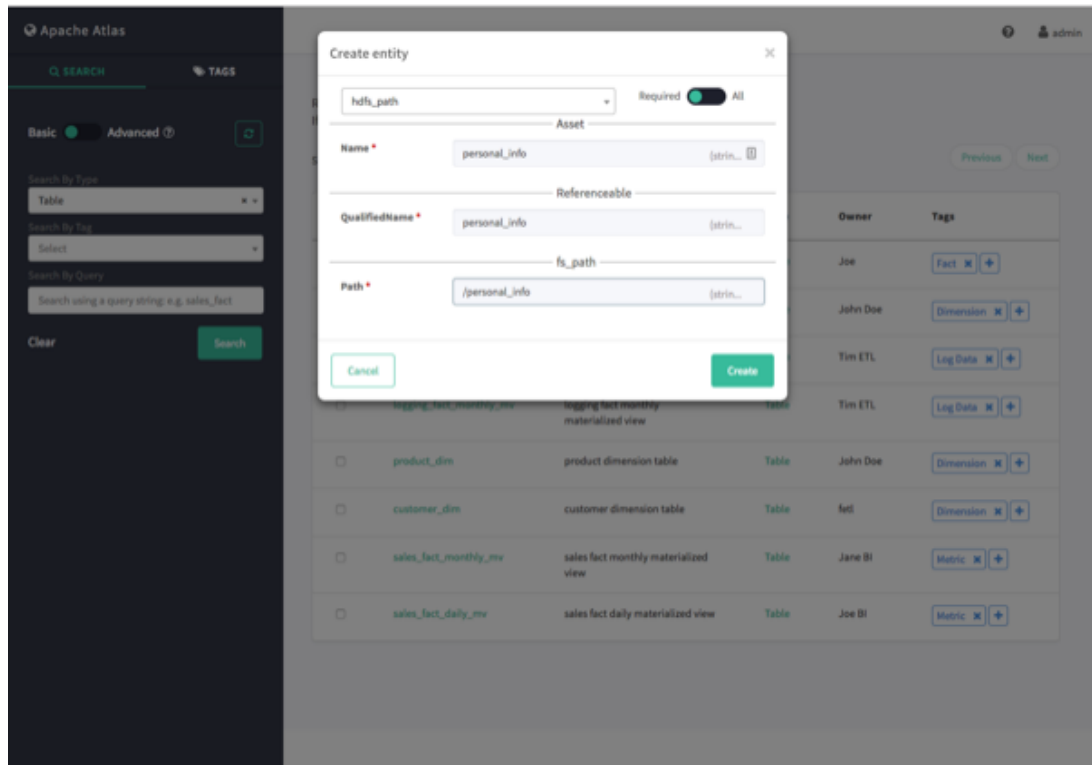 Apache Atlas
admin
SEARCH
TAGS
Basic
Advanced
Search By Type
Table
Search By Tag
Select
Search By Query
Search using a query string: e.g. sales_fact
Clear
Search
Create entity
hdfs_path
Required
All
Asset
Name *
personal_info
(strin...
Referenceable
QualifiedName *
personal_info
(strin...
fs_path
Path *
/personal_info
(strin...
Cancel
Create
Previous Next
Owner Tags
Joe Fact
John Doe Dimension
Tim ETL Log Data
logging_fact_monthly_mv logging fact monthly materialized view Table Tim ETL Log Data
product_dim product dimension table Table John Doe Dimension
customer_dim customer dimension table Table fetl Dimension
sales_fact_monthly_mv sales fact monthly materialized view Table Jane BI Metric
sales_fact_daily_mv sales fact daily materialized view Table Joe BI Metric